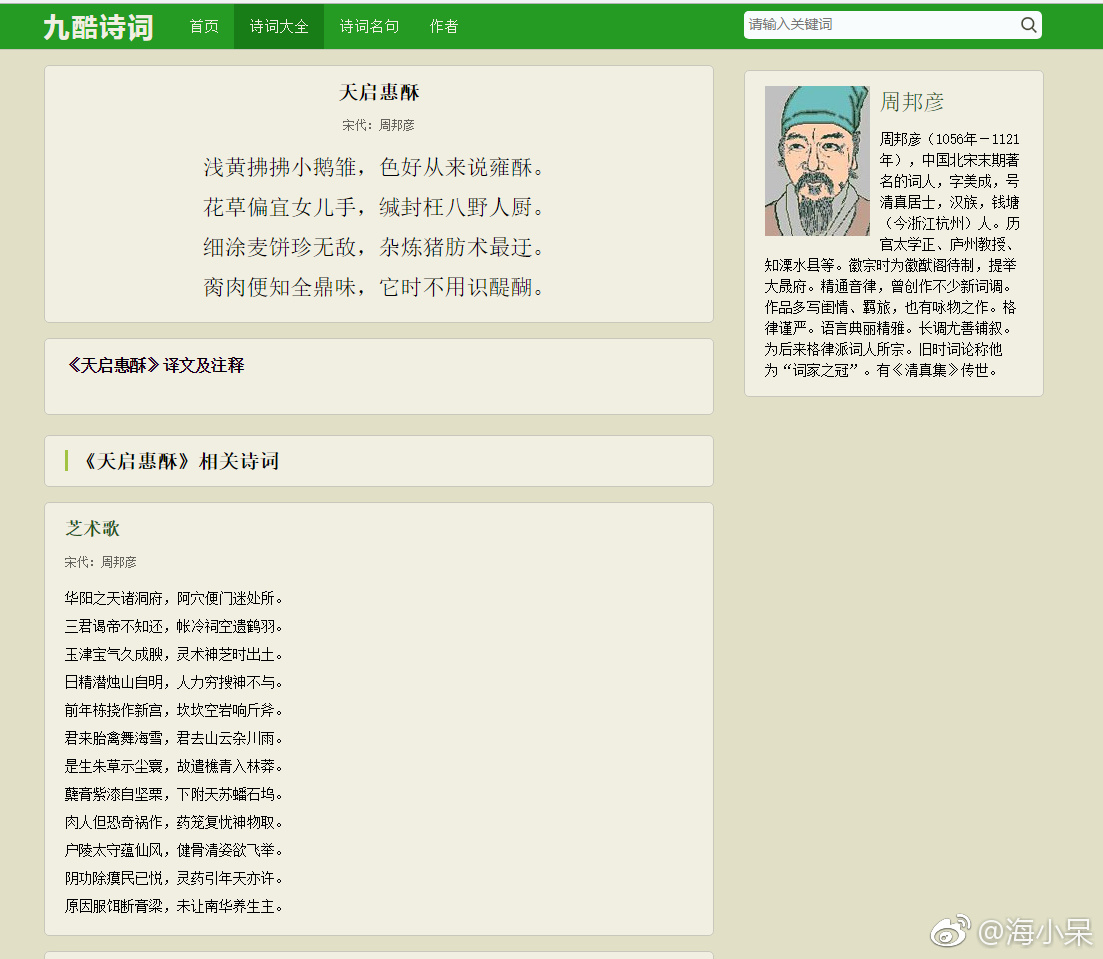 九酷诗词
首页
诗词大全
诗词名句
作者
请输入关键词
天启惠酥
宋代：周邦彦
浅黄拂拂小鹅雏，色好从来说雍酥。
花草偏宜女儿手，缄封枉八野人厨。
细涂麦饼珍无敌，杂炼猪肪术最迂。
脔肉便知全鼎味，它时不用识醍醐。
《天启惠酥》译文及注释
《天启惠酥》相关诗词
芝术歌
宋代：周邦彦
华阳之天诸洞府，阿穴便门迷处所。
三君谒帝不知还，帐冷祠空遗鹤羽。
玉津宝气久成腴，灵术神芝时出土。
日精潜烛山自明，人力穷搜神不与。
前年栋挠作新宫，坎坎空岩响斤斧。
君来胎禽舞海雪，君去山云杂川雨。
是生朱草示尘寰，故遣樵青入林莽。
蘖膏紫漆自坚栗，下附天苏蟠石坞。
肉人但恐奇祸作，药笼复忧神物取。
户陵太守蕴仙风，健骨清姿欲飞举。
阴功除瘼民已悦，灵药引年天亦许。
原因服饵断膏梁，未让南华养生主。
周邦彦
周邦彦（1056年－1121
年），中国北宋末期著
名的词人，字美成，号
清真居士，汉族，钱塘
（今浙江杭州）人。历
官太学正、庐州教授、
知溧水县等。徽宗时为徽猷阁待制，提举
大晟府。精通音律，曾创作不少新词调。
作品多写闺情、羁旅，也有咏物之作。格
律谨严。语言典丽精雅。长调尤善铺叙。
为后来格律派词人所宗。旧时词论称他
为“词家之冠”。有《清真集》传世。
@海小呆